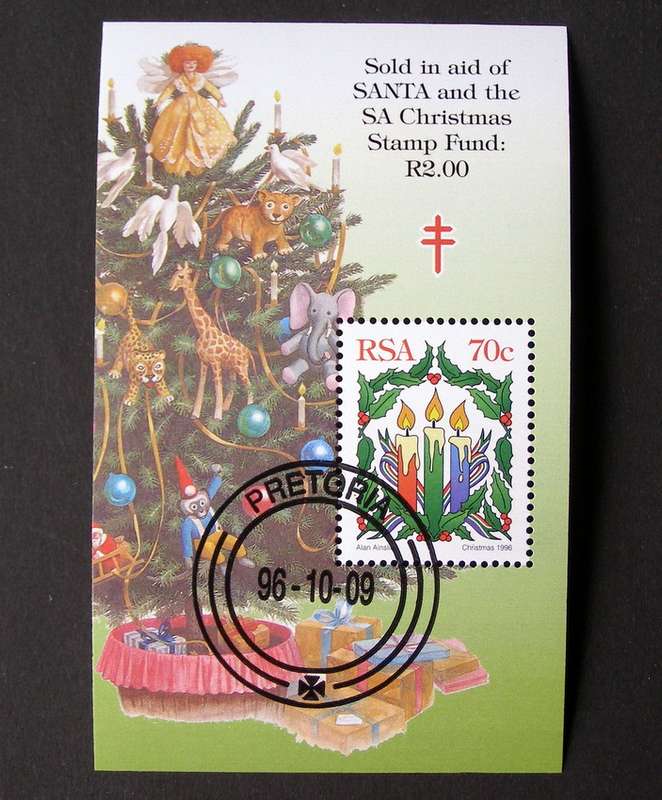 Sold in aid of
SANTA and the
SA Christmas
Stamp Fund:
R2.00
RSA 70c
Alan Ainslie Christmas 1996
PRETORIA
96-10-09